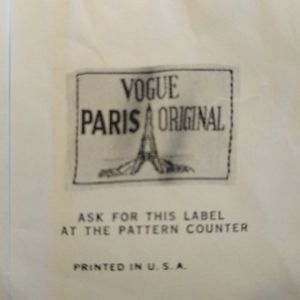 VOGUE
PARIS ORIGINAL
ASK FOR THIS LABEL
AT THE PATTERN COUNTER
PRINTED IN U.S.A.